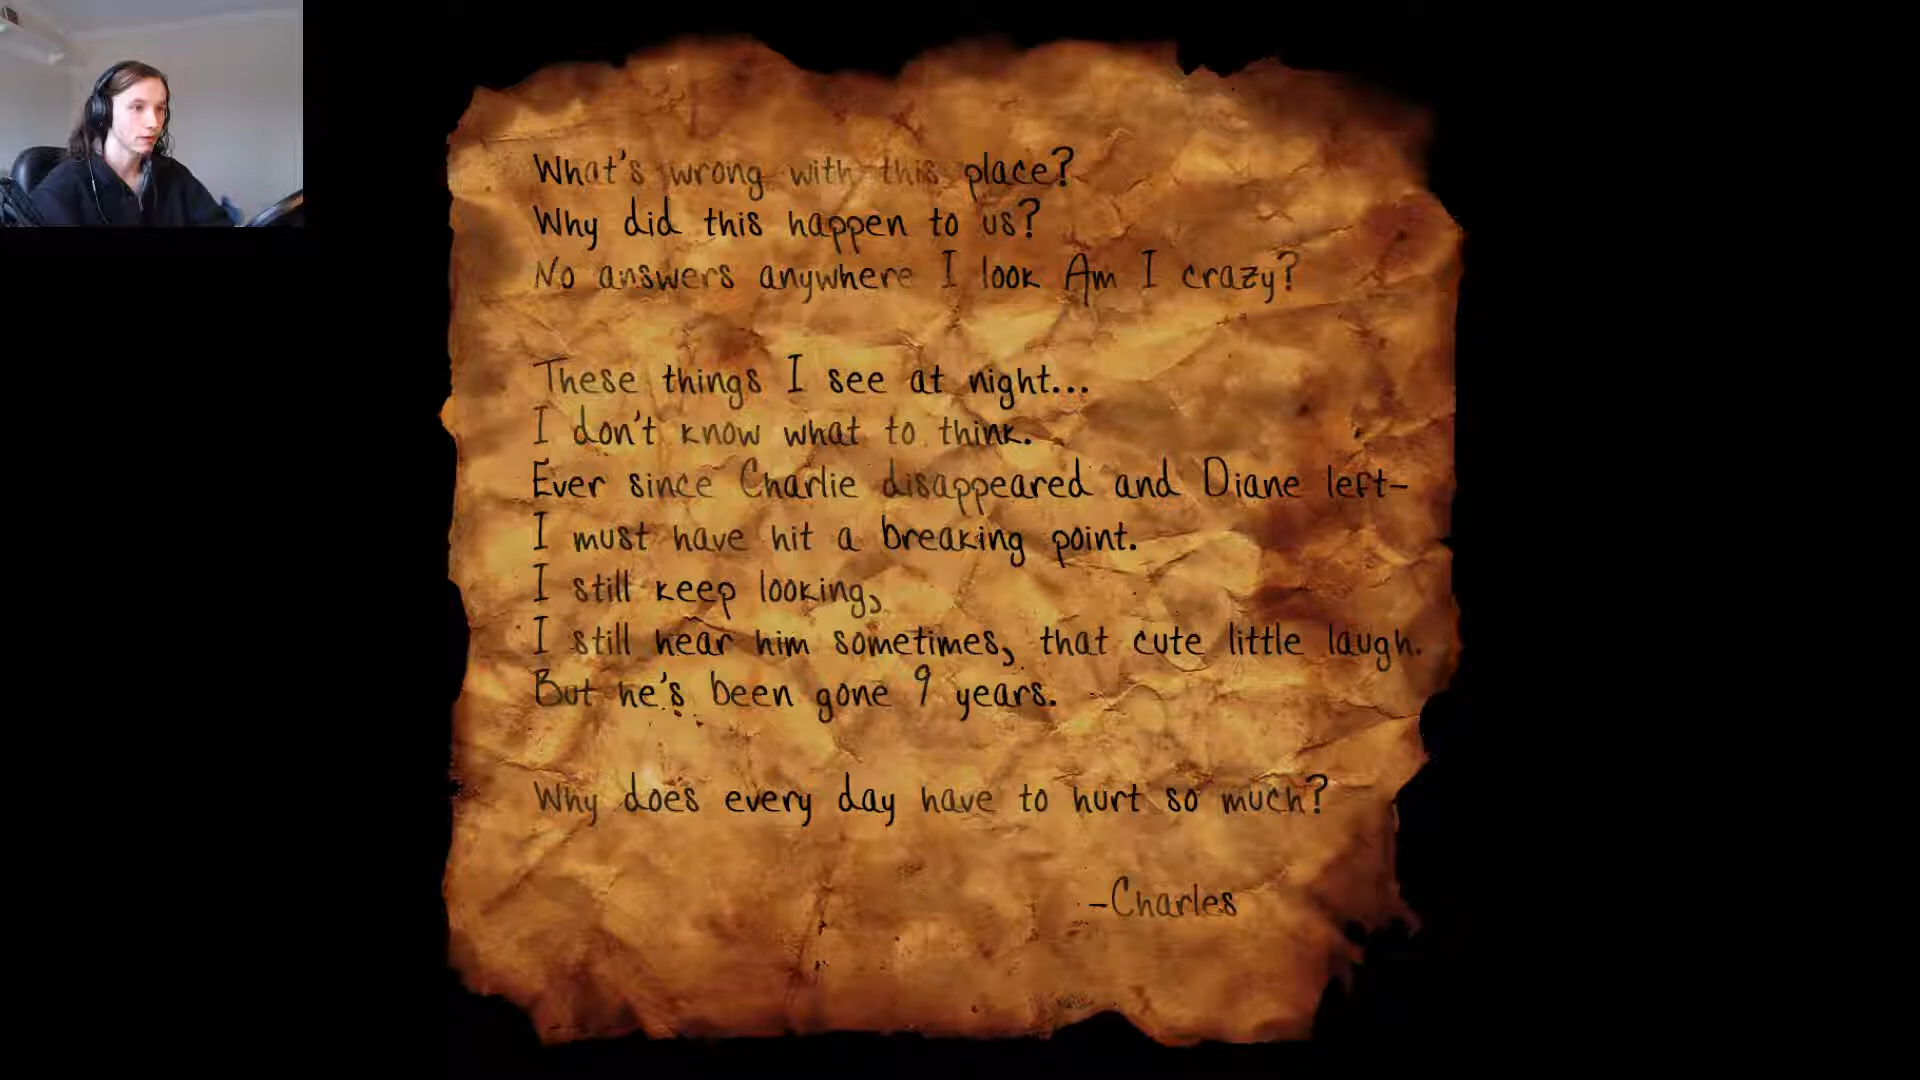 What's wrong with this place?
Why did this happen to us?
No answers anywhere I look Am I crazy?
These things I see at night...
I don't know what to think.
Ever since Charlie disappeared and Diane left-
I must have hit a breaking point.
I still keep looking,
I still hear him sometimes, that cute little laugh.
But he's been gone 9 years.
Why does every day have to hurt so much?
-Charles